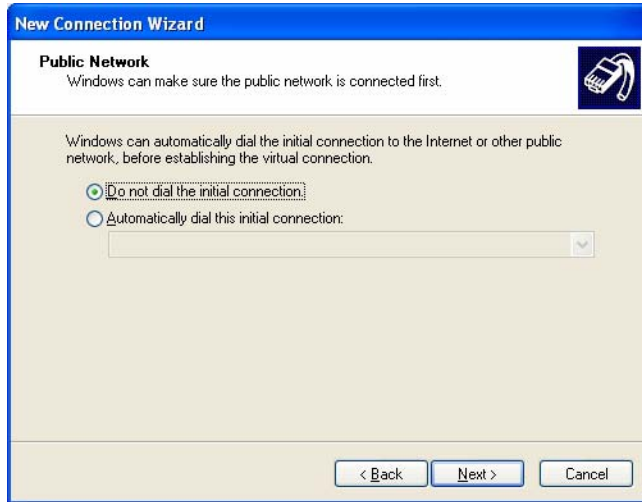 New Connection Wizard
Public Network
Windows can make sure the public network is connected first.
Windows can automatically dial the initial connection to the Internet or other public
network, before establishing the virtual connection.
Do not dial the initial connection.
Automatically dial this initial connection:
< Back
Next >
Cancel